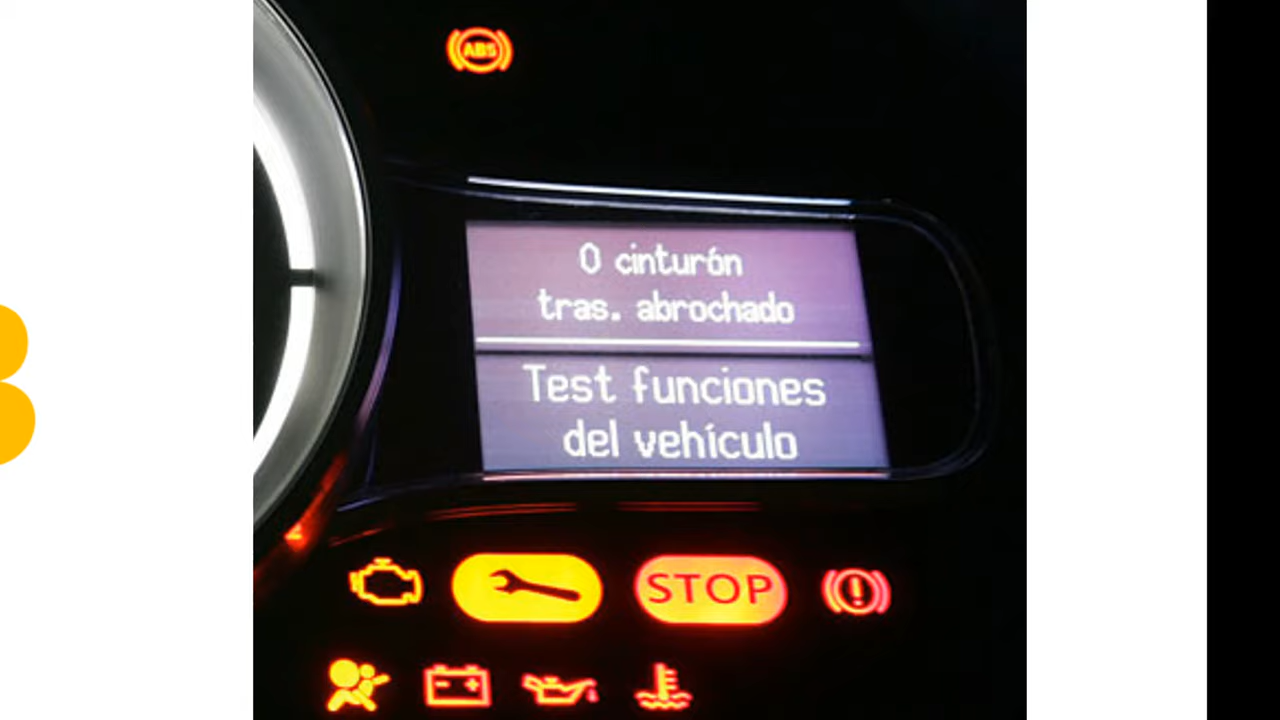 ABS
0 cinturón
tras. abrochado
Test funciones
del vehículo
STOP